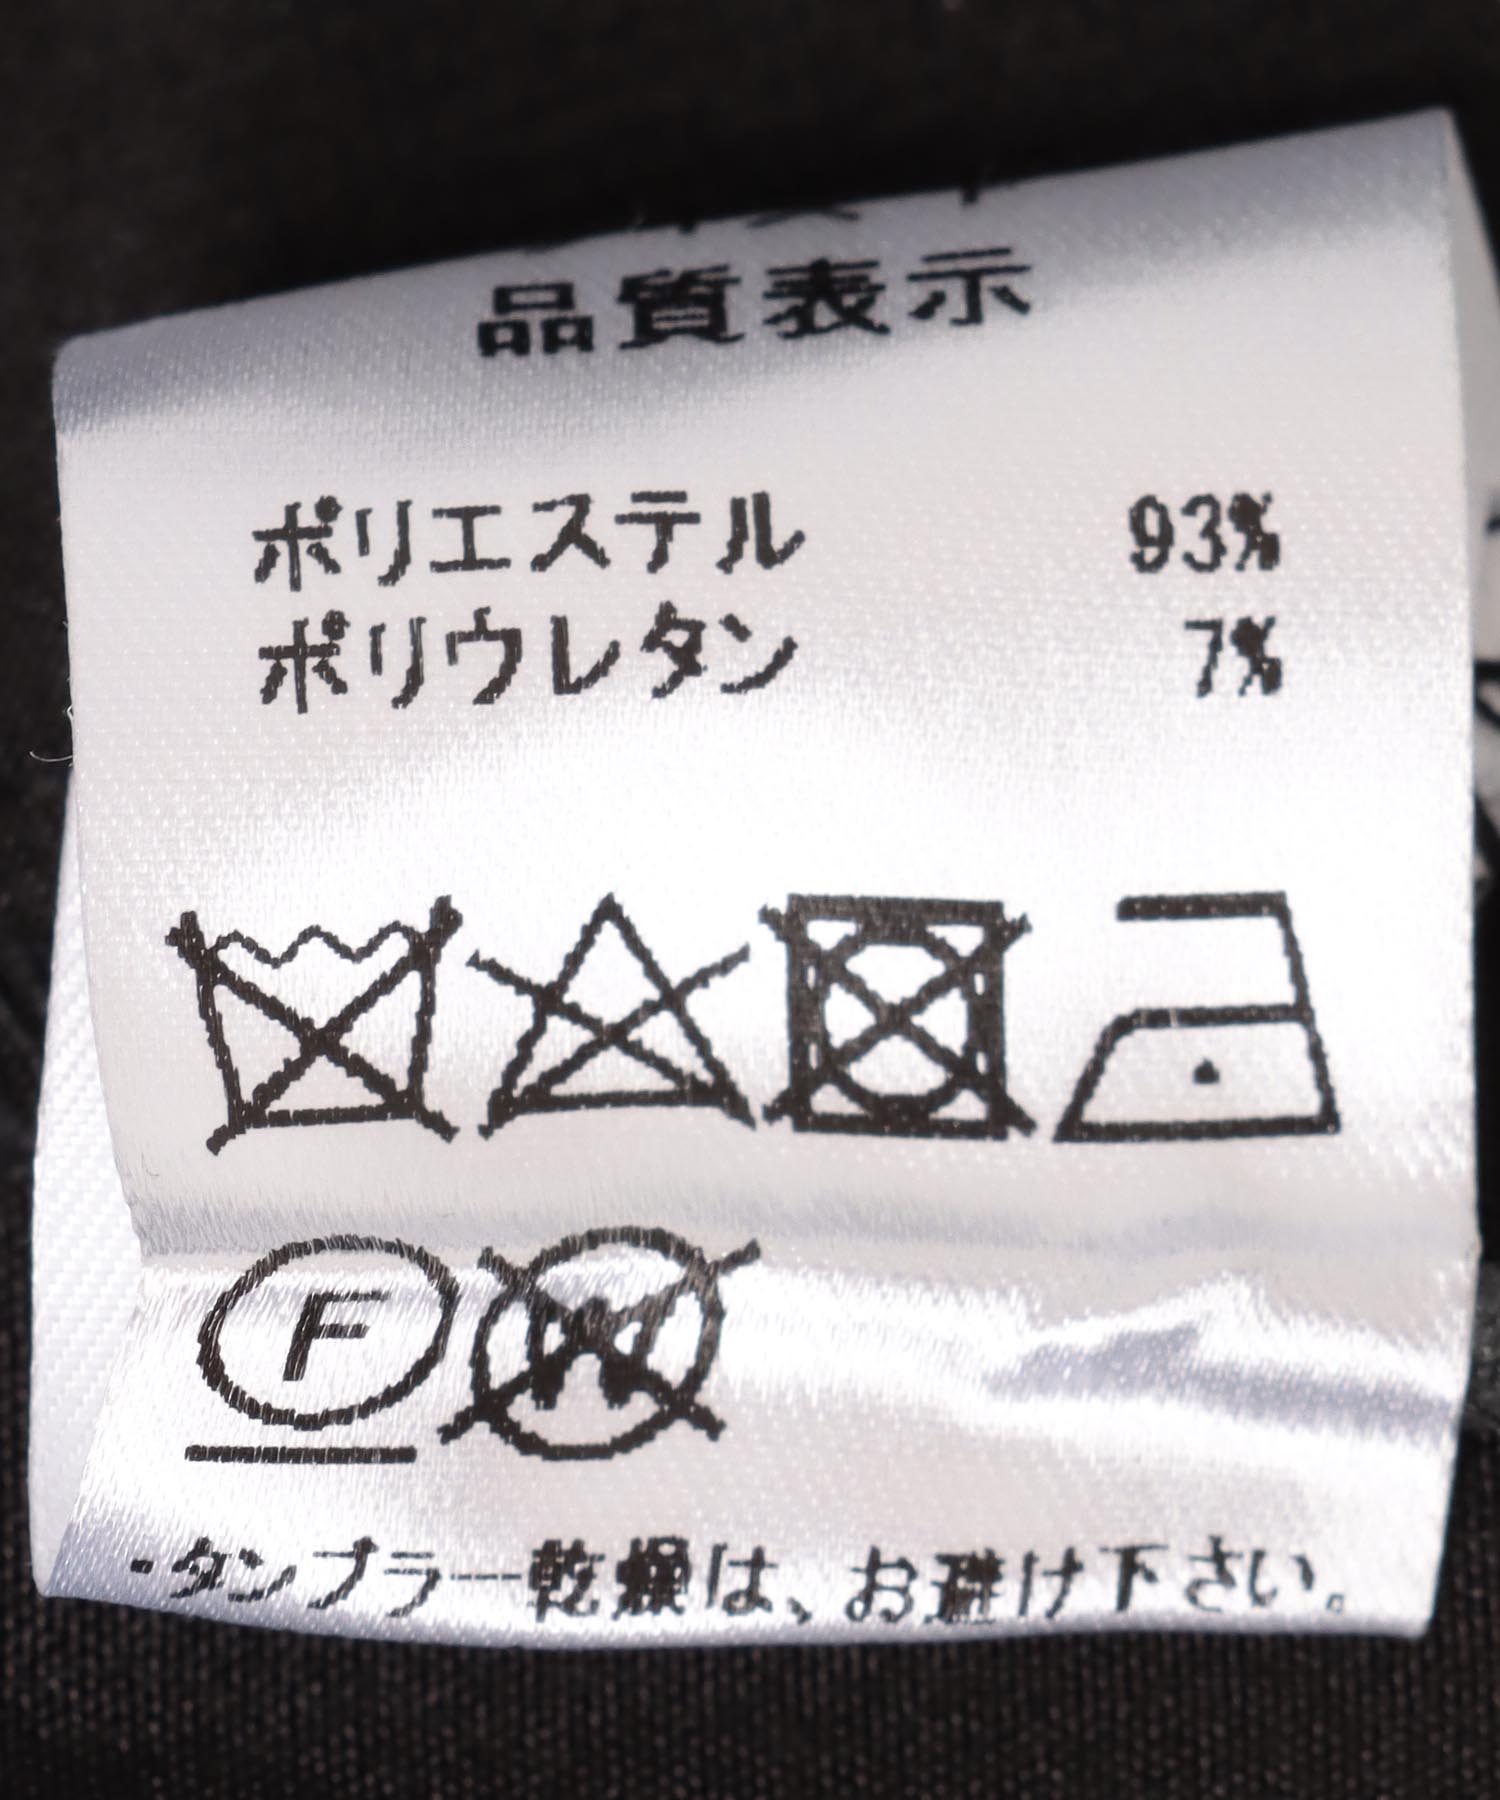 品質表示
ポリエステル 93%
ポリウレタン 7%
F
W
・タンブラー乾燥は、お避け下さい。